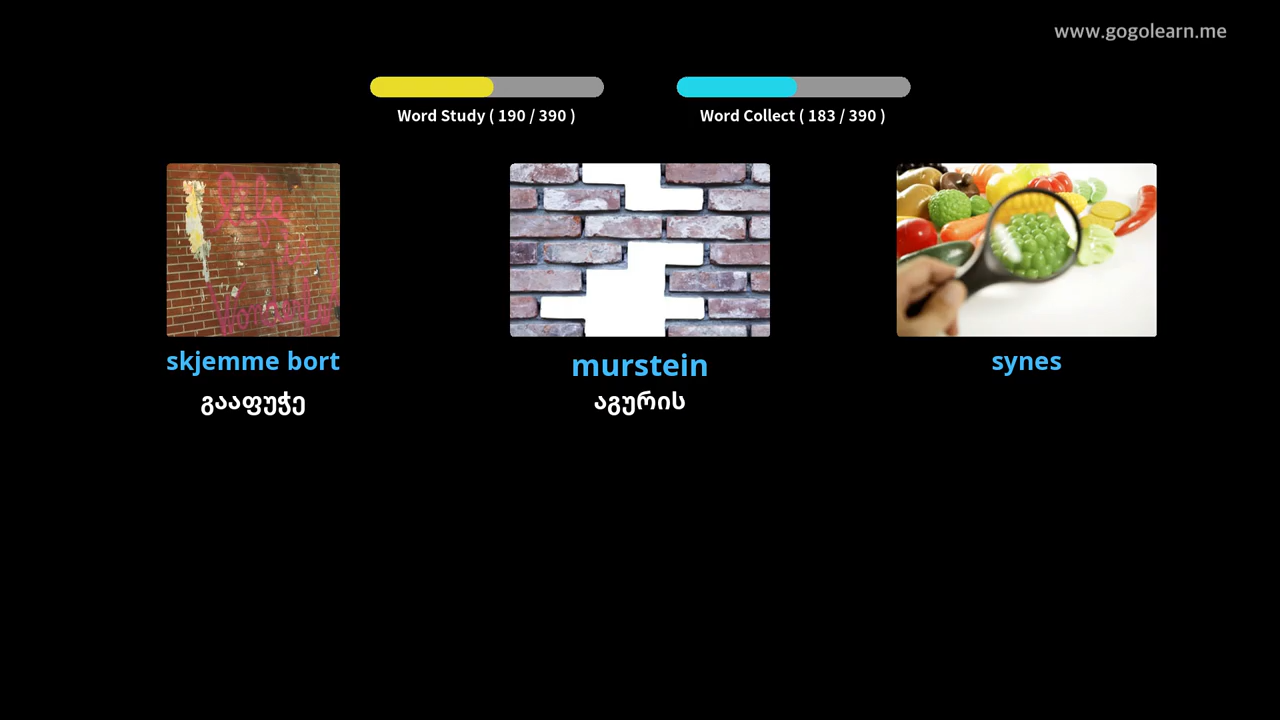 www.gogolearn.me
Word Study ( 190 / 390 )
Word Collect ( 183 / 390 )
skjemme bort
გააფუჭე
murstein
აგურის
synes